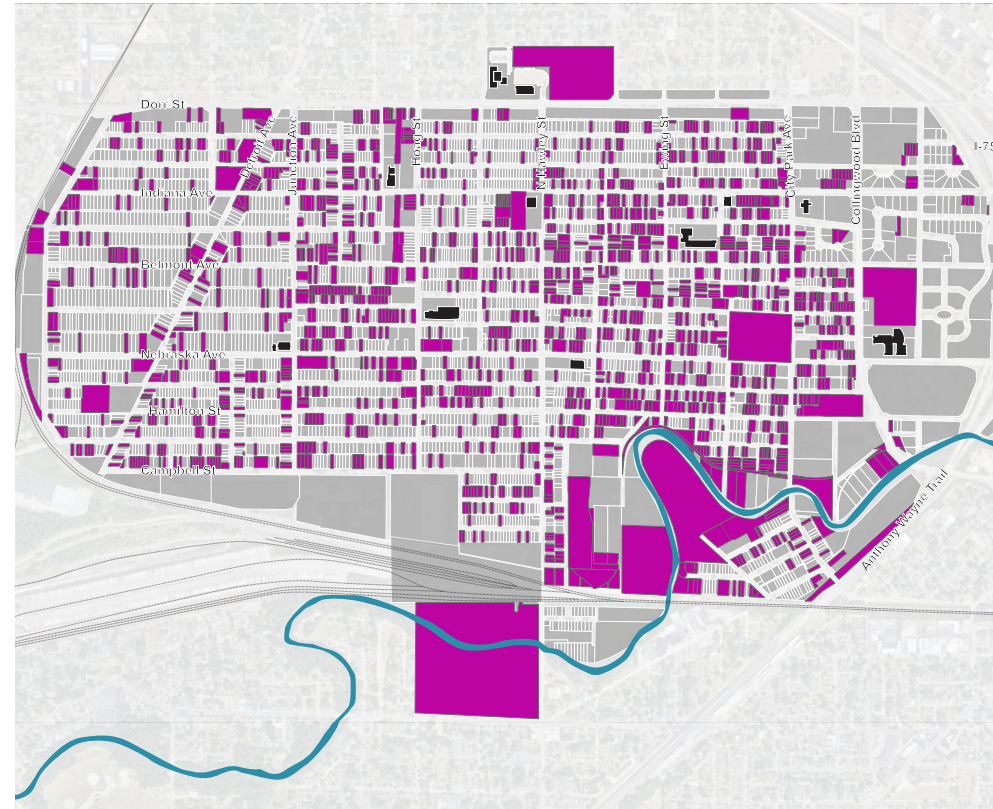 Dorr St
Detroit Ave
Junction Ave
Hoag St
N Hawley St
Ewing St
City Park Ave
Collingwood Blvd
I-75
Indiana Ave
Belmont Ave
Nebraska Ave
Hamilton St
Campbell St
Anthony Wayne Trail